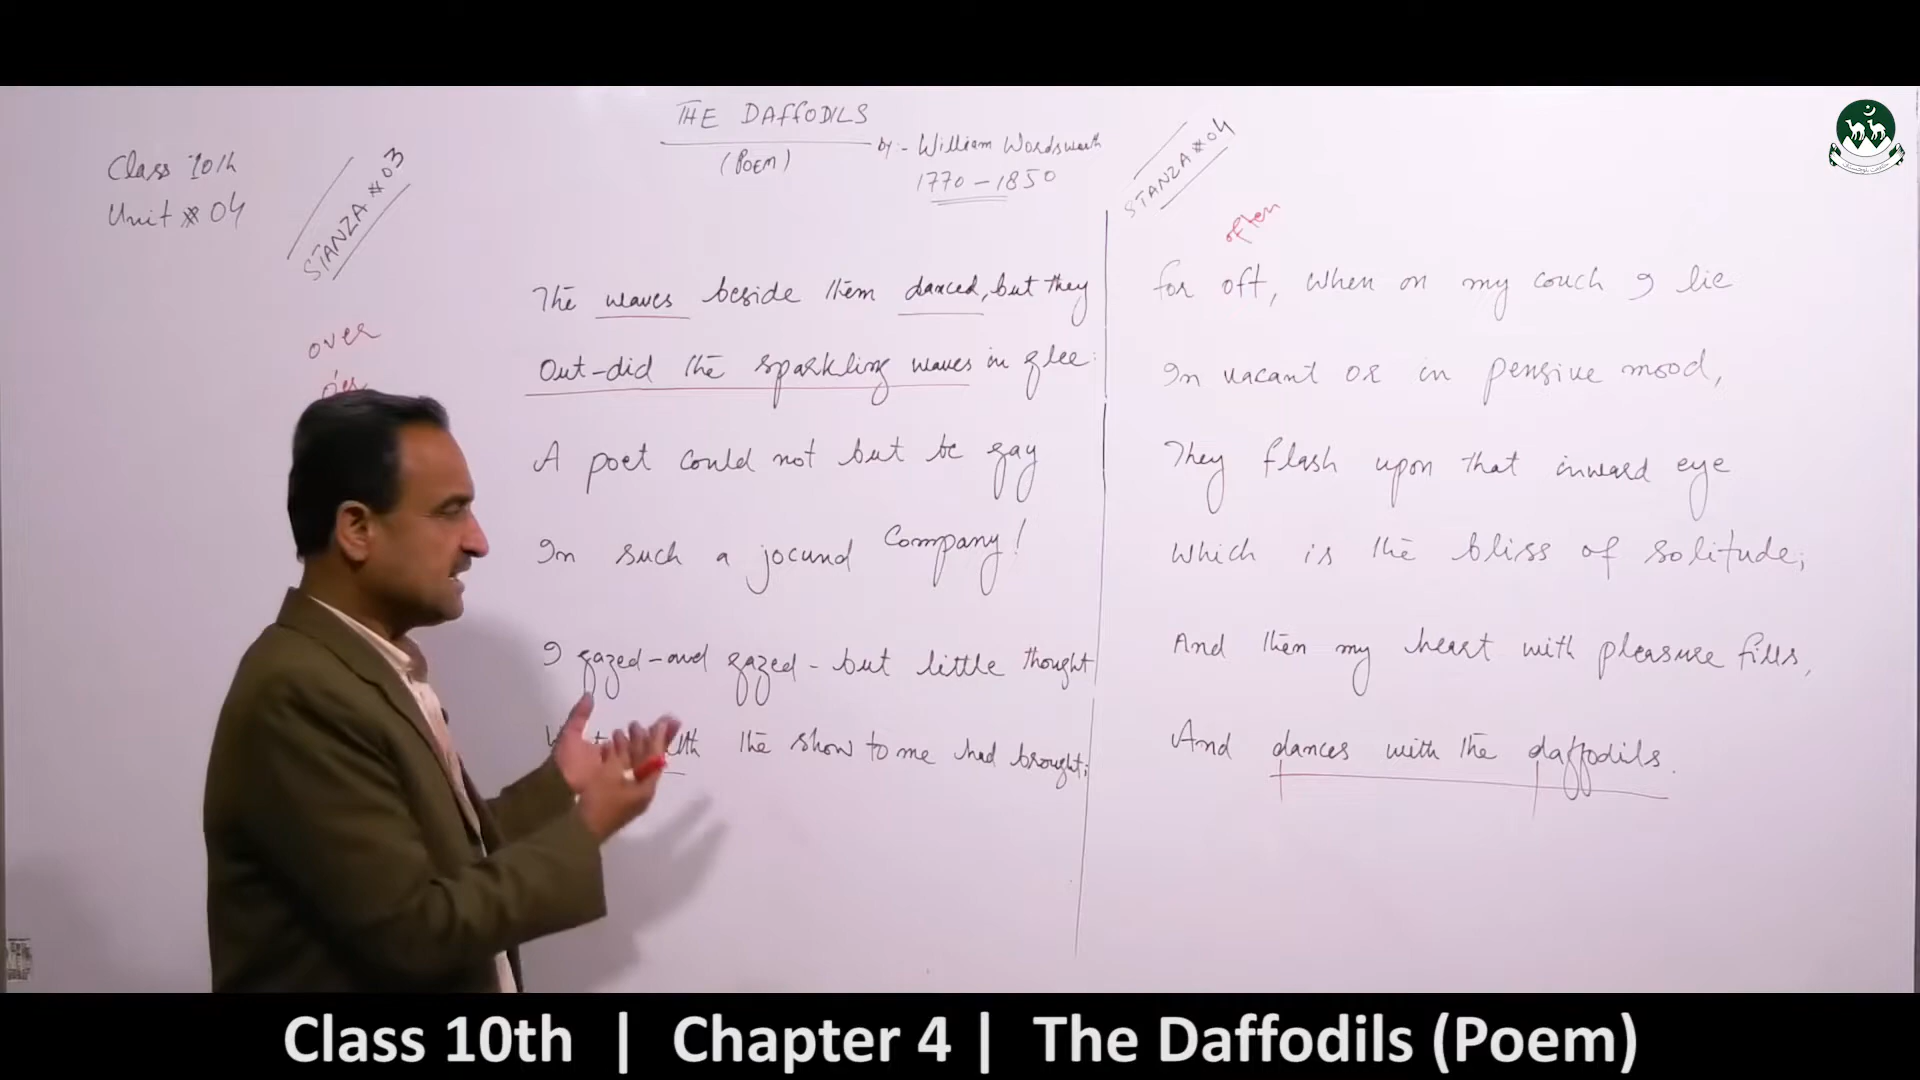 THE DAFFODILS
(POEM)
by:- William Wordsworth
1770-1850
Class 10th
Unit # 04
STANZA # 03
over
o'er
The waves beside them danced, but they
Out-did the sparkling waves in glee:
A poet could not but be gay
In such a jocund Company!
I gazed-and gazed-but little thought
the show to me had brought;
STANZA # 04
often
For oft, when on my couch I lie
In vacant or in pensive mood,
They flash upon that inward eye
Which is the bliss of solitude;
And then my heart with pleasure fills,
And dances with the daffodils.
Class 10th | Chapter 4 | The Daffodils (Poem)